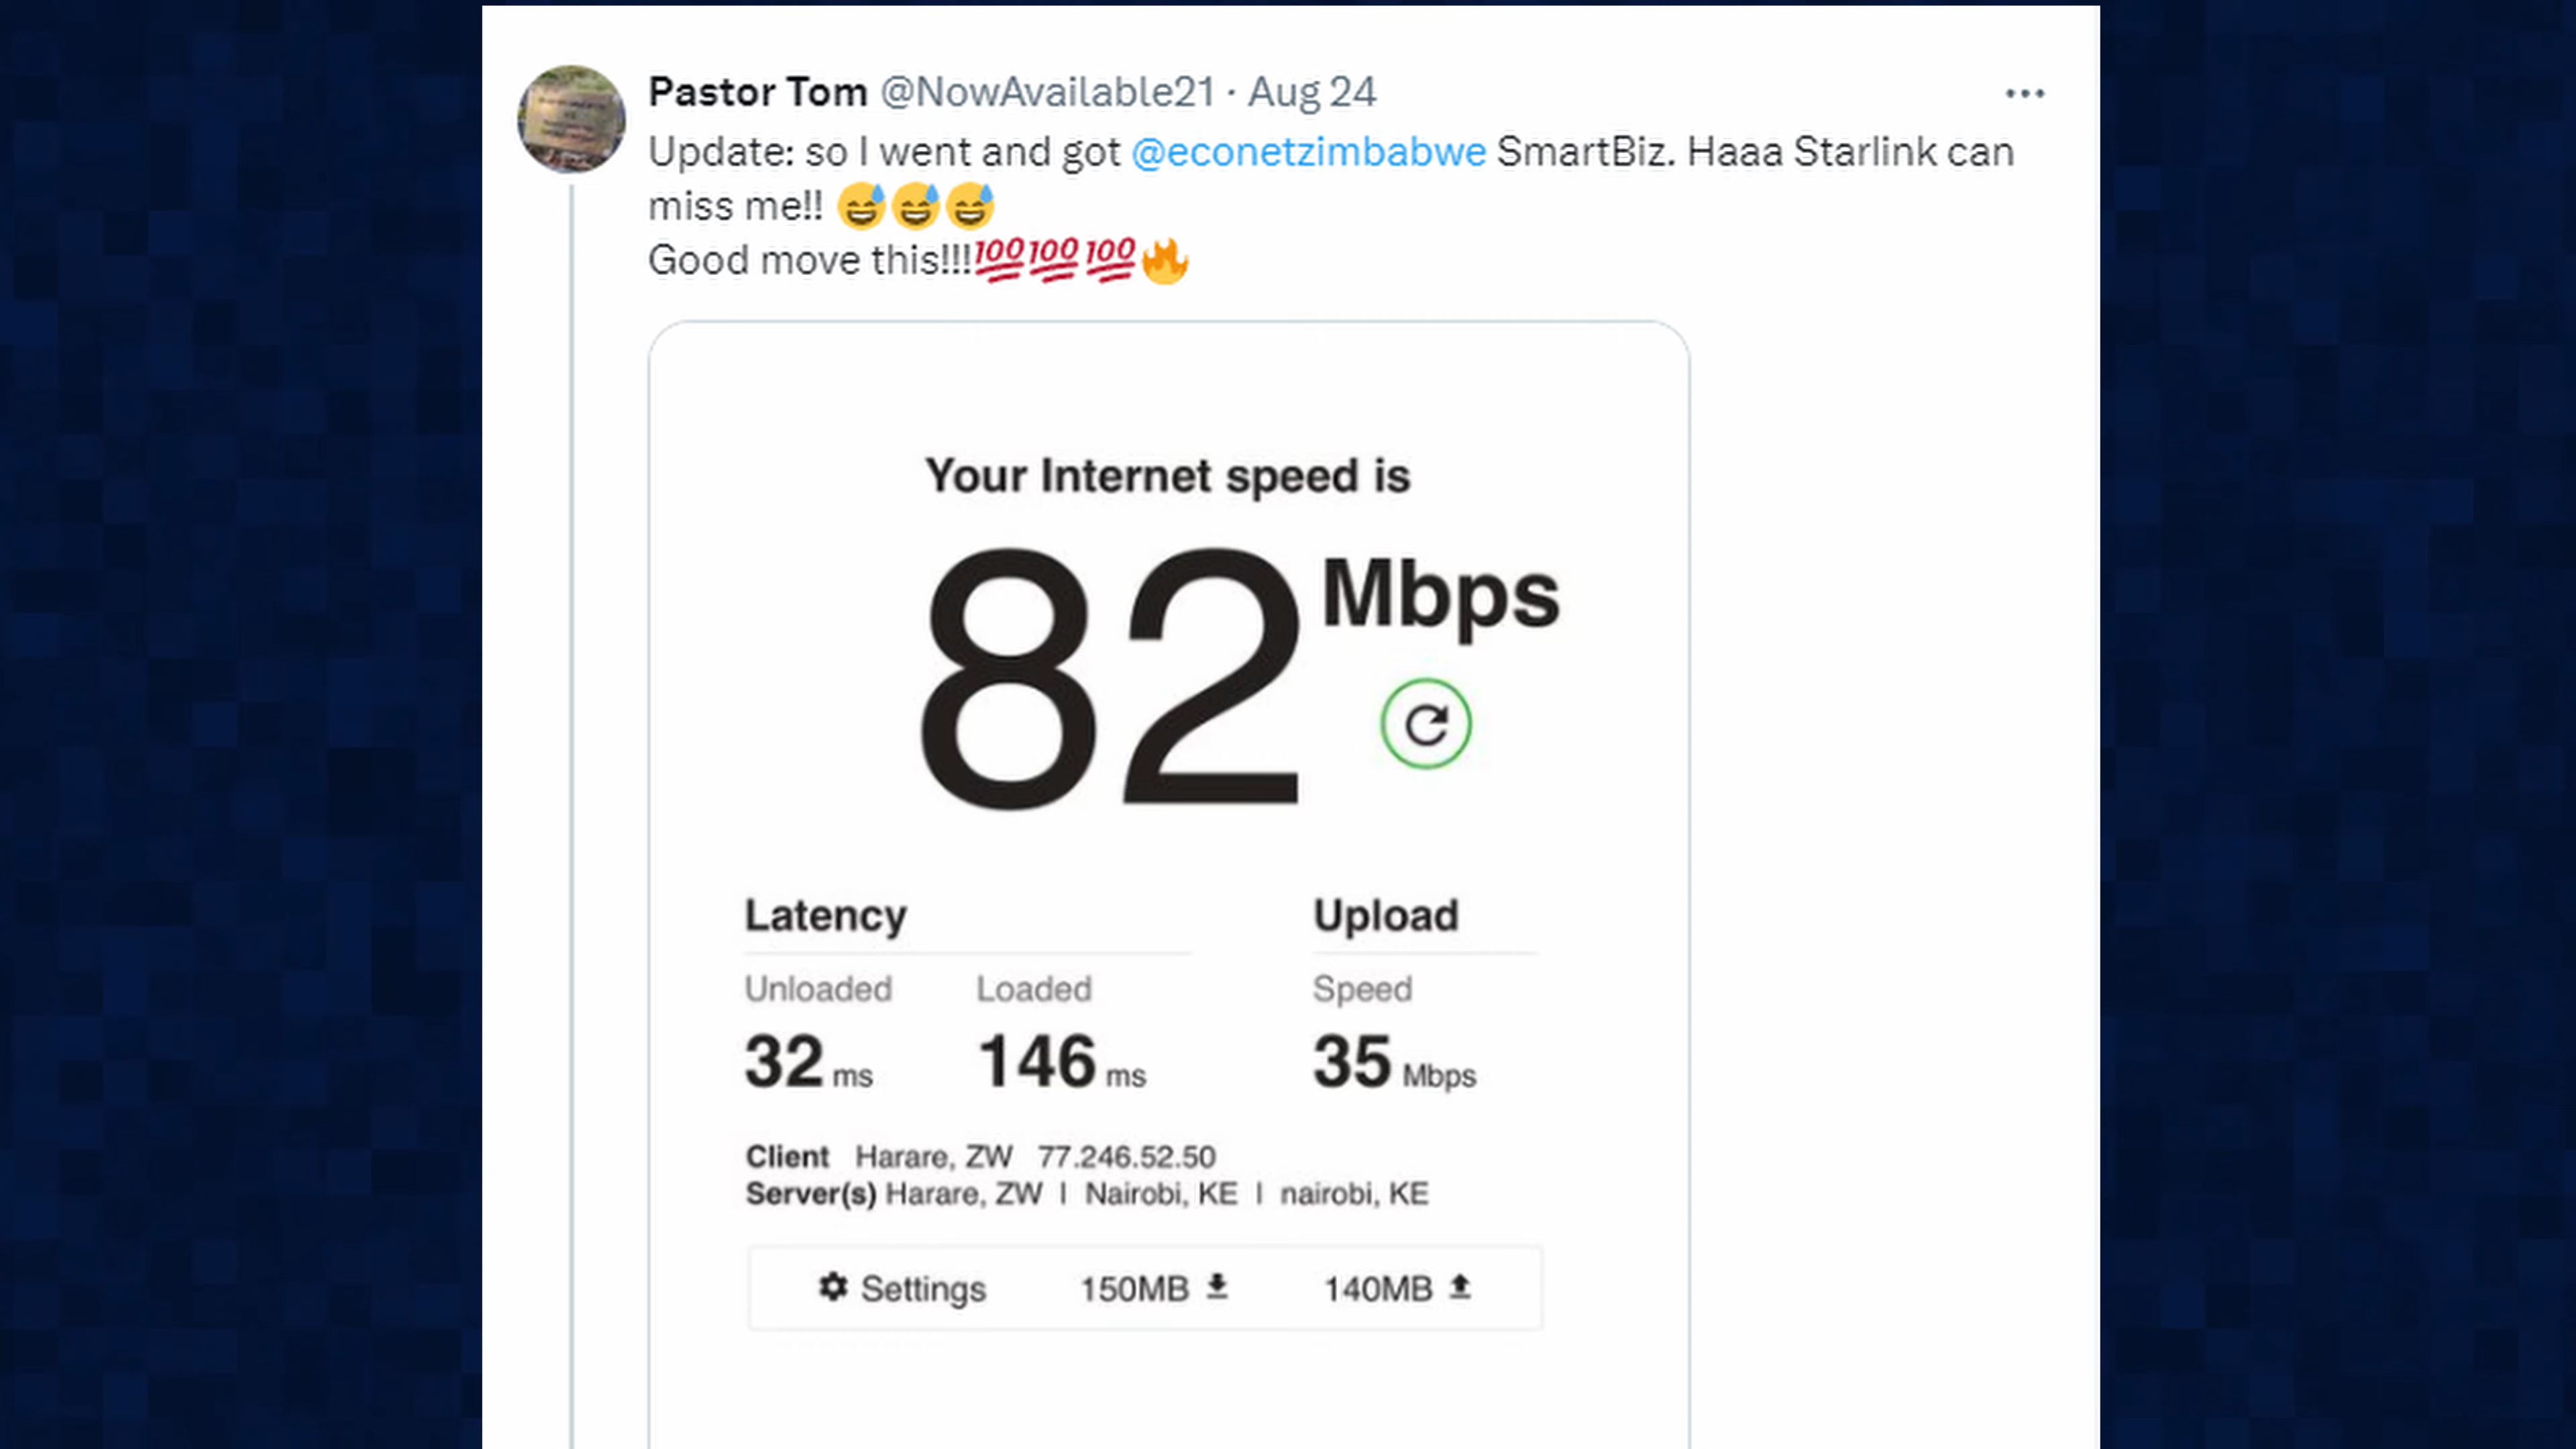 Pastor Tom @NowAvailable21 · Aug 24
Update: so I went and got @econetzimbabwe SmartBiz. Haaa Starlink can
miss me!! 😅😅😅
Good move this!!!💯💯💯🔥
Your Internet speed is
82 Mbps
Latency Upload
Unloaded Loaded Speed
32 ms 146 ms 35 Mbps
Client Harare, ZW 77.246.52.50
Server(s) Harare, ZW | Nairobi, KE | nairobi, KE
Settings 150MB 140MB